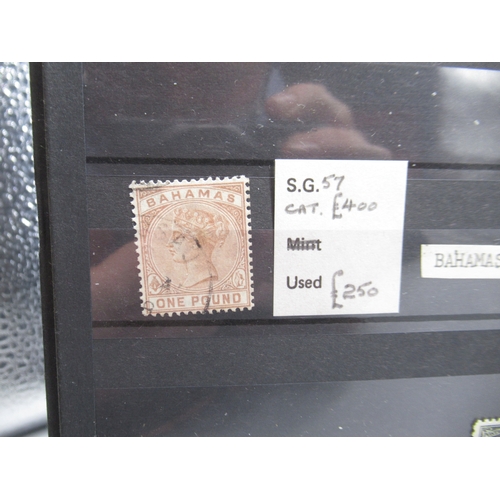 BAHAMAS
ONE POUND
S.G. 57
CAT. £400
Mint
Used £250
BAHAMAS